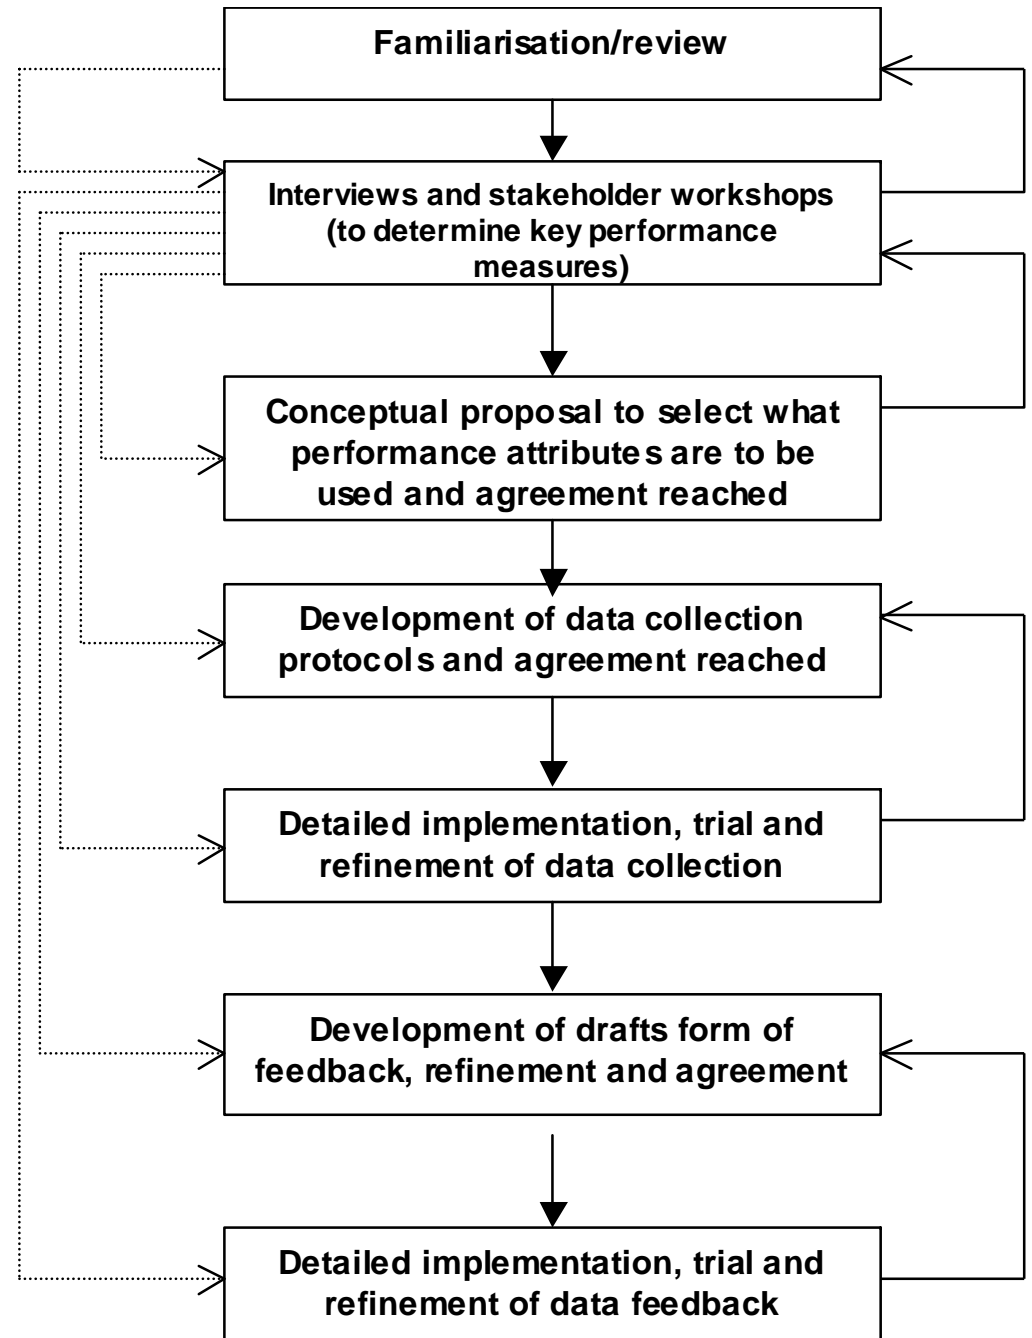 Familiarisation/review
Interviews and stakeholder workshops
(to determine key performance
measures)
Conceptual proposal to select what
performance attributes are to be
used and agreement reached
Development of data collection
protocols and agreement reached
Detailed implementation, trial and
refinement of data collection
Development of drafts form of
feedback, refinement and agreement
Detailed implementation, trial and
refinement of data feedback